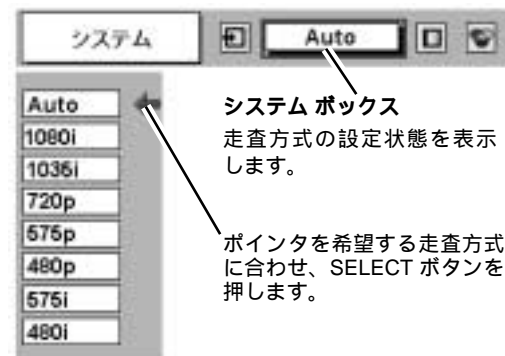 システム
Auto
Auto
1080i
1035i
720p
575p
480p
575i
480i
システム ボックス
走査方式の設定状態を表示
します。
ポインタを希望する走査方式
に合わせ、SELECT ボタンを
押します。